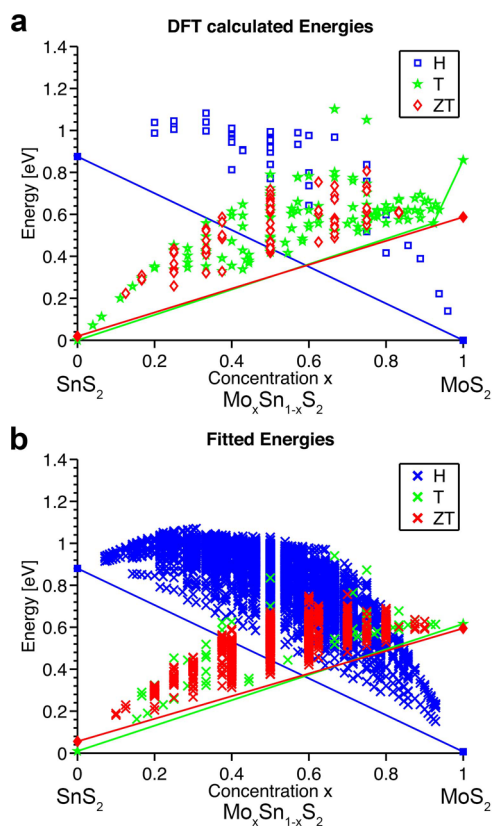 a
DFT calculated Energies
1.4
1.2
1
0.8
0.6
0.4
0.2
0
Energy [eV]
H
T
ZT
0 0.2 0.4 0.6 0.8 1
SnS₂ Concentration x MoS₂
MoₓSn₁₋ₓS₂
b
Fitted Energies
1.4
1.2
1
0.8
0.6
0.4
0.2
0
Energy [eV]
H
T
ZT
0 0.2 0.4 0.6 0.8 1
SnS₂ Concentration x MoS₂
MoₓSn₁₋ₓS₂